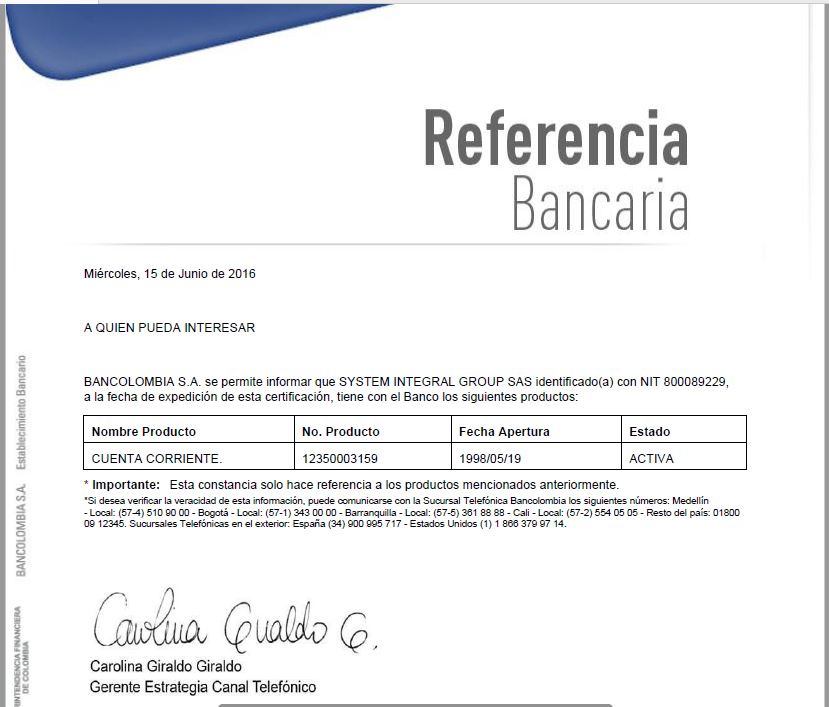 Referencia
Bancaria
Miércoles, 15 de Junio de 2016
A QUIEN PUEDA INTERESAR
BANCOLOMBIA S.A. se permite informar que SYSTEM INTEGRAL GROUP SAS identificado(a) con NIT 800089229,
a la fecha de expedición de esta certificación, tiene con el Banco los siguientes productos:
Nombre Producto No. Producto Fecha Apertura Estado
CUENTA CORRIENTE. 12350003159 1998/05/19 ACTIVA
* Importante: Esta constancia solo hace referencia a los productos mencionados anteriormente.
*Si desea verificar la veracidad de esta información, puede comunicarse con la Sucursal Telefónica Bancolombia los siguientes números: Medellín
- Local: (57-4) 510 90 00 - Bogotá - Local: (57-1) 343 00 00 - Barranquilla - Local: (57-5) 361 88 88 - Cali - Local: (57-2) 554 05 05 - Resto del país: 01800
09 12345. Sucursales Telefónicas en el exterior: España (34) 900 995 717 - Estados Unidos (1) 1 866 379 97 14.
Carolina Giraldo G.
Carolina Giraldo Giraldo
Gerente Estrategia Canal Telefónico
BANCOLOMBIA S.A. Establecimiento Bancario
FINANCIERA
DE COLOMBIA